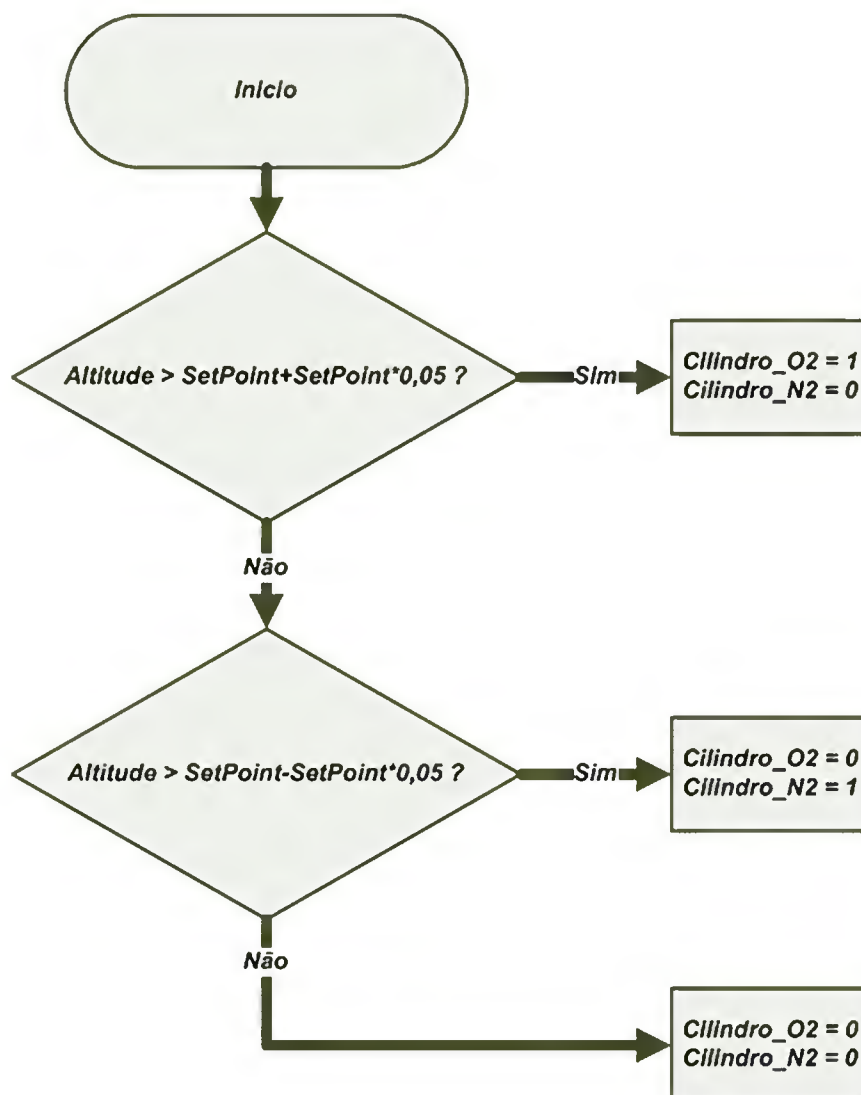 Inicio
Altitude > SetPoint+SetPoint*0,05 ?
Sim
Cilindro_O2 = 1
Cilindro_N2 = 0
Não
Altitude > SetPoint-SetPoint*0,05 ?
Sim
Cilindro_O2 = 0
Cilindro_N2 = 1
Não
Cilindro_O2 = 0
Cilindro_N2 = 0